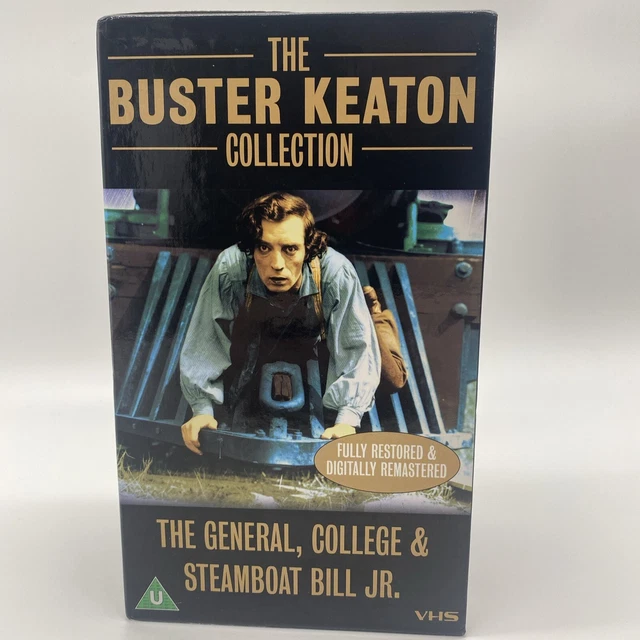 THE
BUSTER KEATON
COLLECTION
FULLY RESTORED &
DIGITALLY REMASTERED
THE GENERAL, COLLEGE &
STEAMBOAT BILL JR.
U
VHS